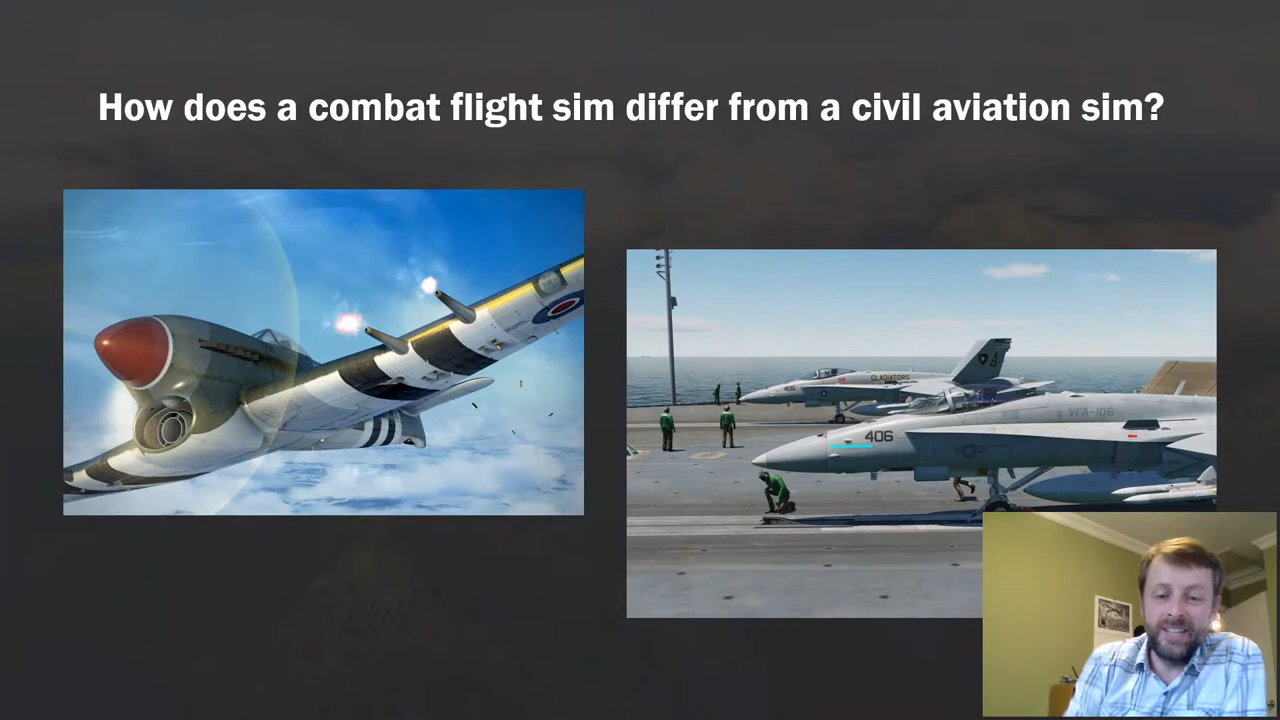 How does a combat flight sim differ from a civil aviation sim?
GLADIATORS
406
VFA-106
406